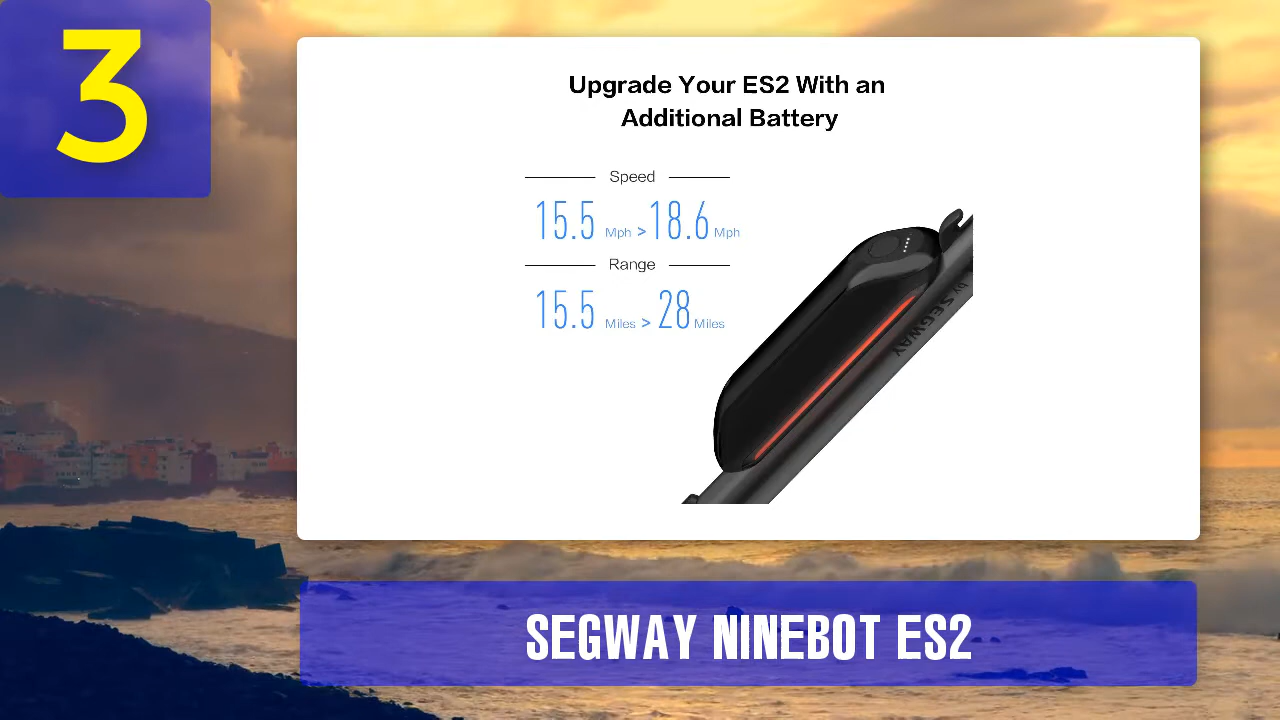 3
Upgrade Your ES2 With an
Additional Battery
Speed
15.5 Mph > 18.6 Mph
Range
15.5 Miles > 28 Miles
by SEGWAY
SEGWAY NINEBOT ES2